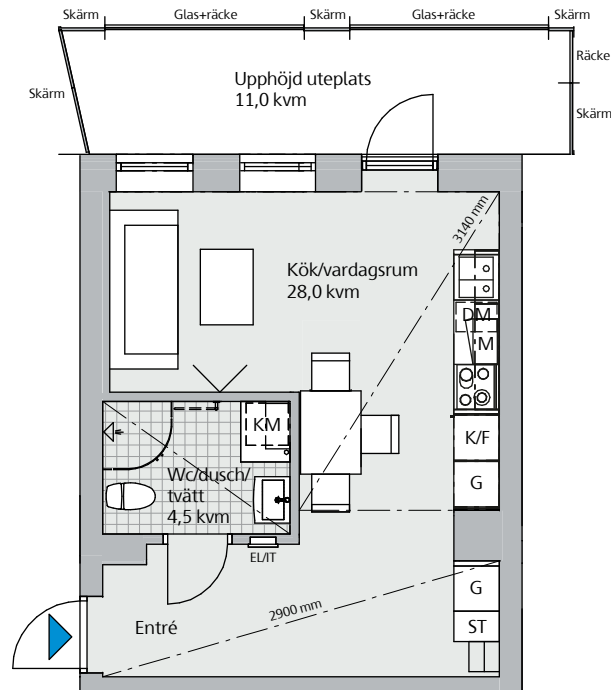 Skärm
Glas+räcke
Skärm
Glas+räcke
Skärm
Räcke
Skärm
Skärm
Upphöjd uteplats
11,0 kvm
3140 mm
Kök/vardagsrum
28,0 kvm
DM
M
KM
K/F
Wc/dusch/
tvätt
4,5 kvm
G
EL/IT
G
2900 mm
Entré
ST